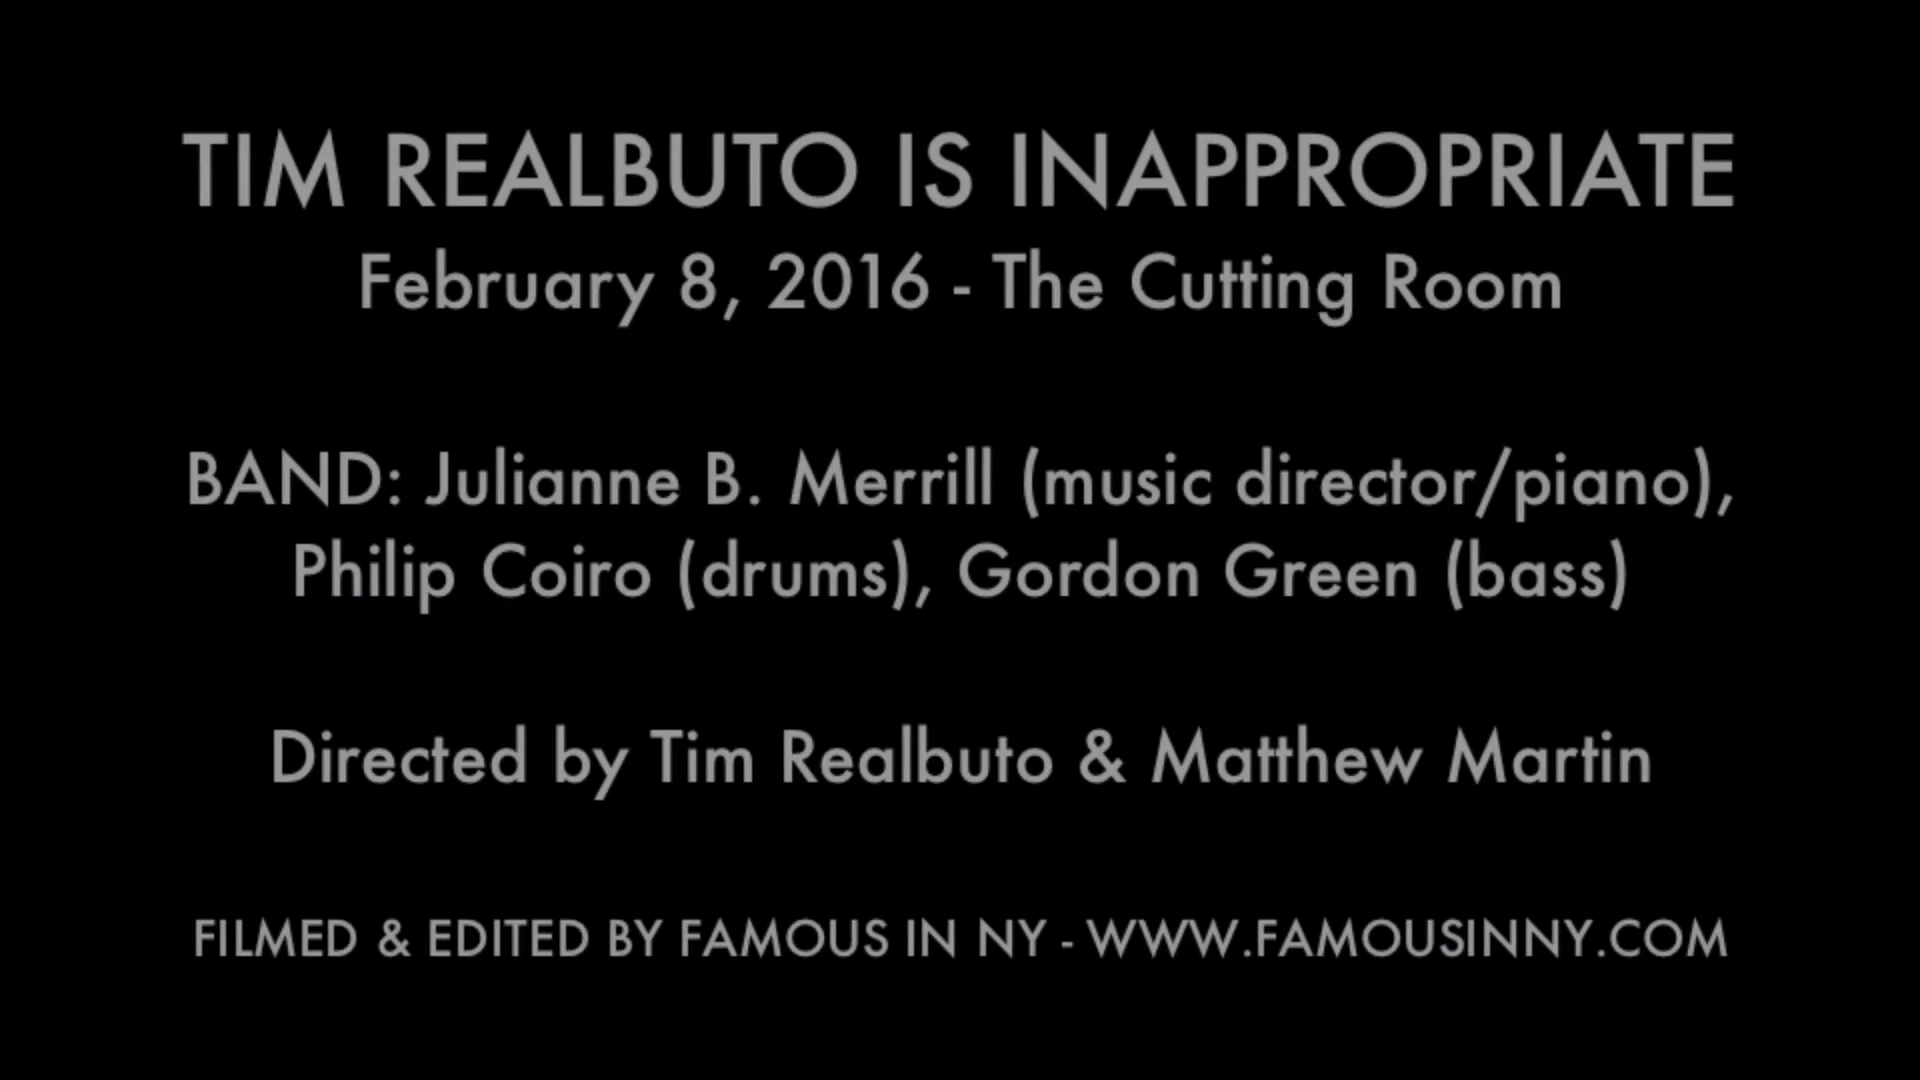 TIM REALBUTO IS INAPPROPRIATE
February 8, 2016 - The Cutting Room
BAND: Julianne B. Merrill (music director/piano),
Philip Coiro (drums), Gordon Green (bass)
Directed by Tim Realbuto & Matthew Martin
FILMED & EDITED BY FAMOUS IN NY - WWW.FAMOUSINNY.COM